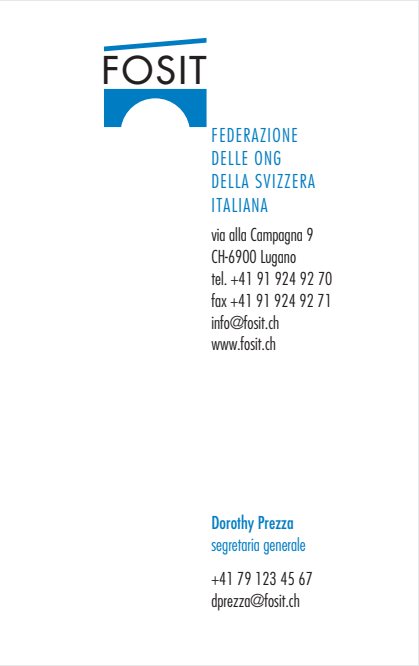 FOSIT
FEDERAZIONE
DELLE ONG
DELLA SVIZZERA
ITALIANA
via alla Campagna 9
CH-6900 Lugano
tel. +41 91 924 92 70
fax +41 91 924 92 71
info@fosit.ch
www.fosit.ch
Dorothy Prezza
segretaria generale
+41 79 123 45 67
dprezza@fosit.ch